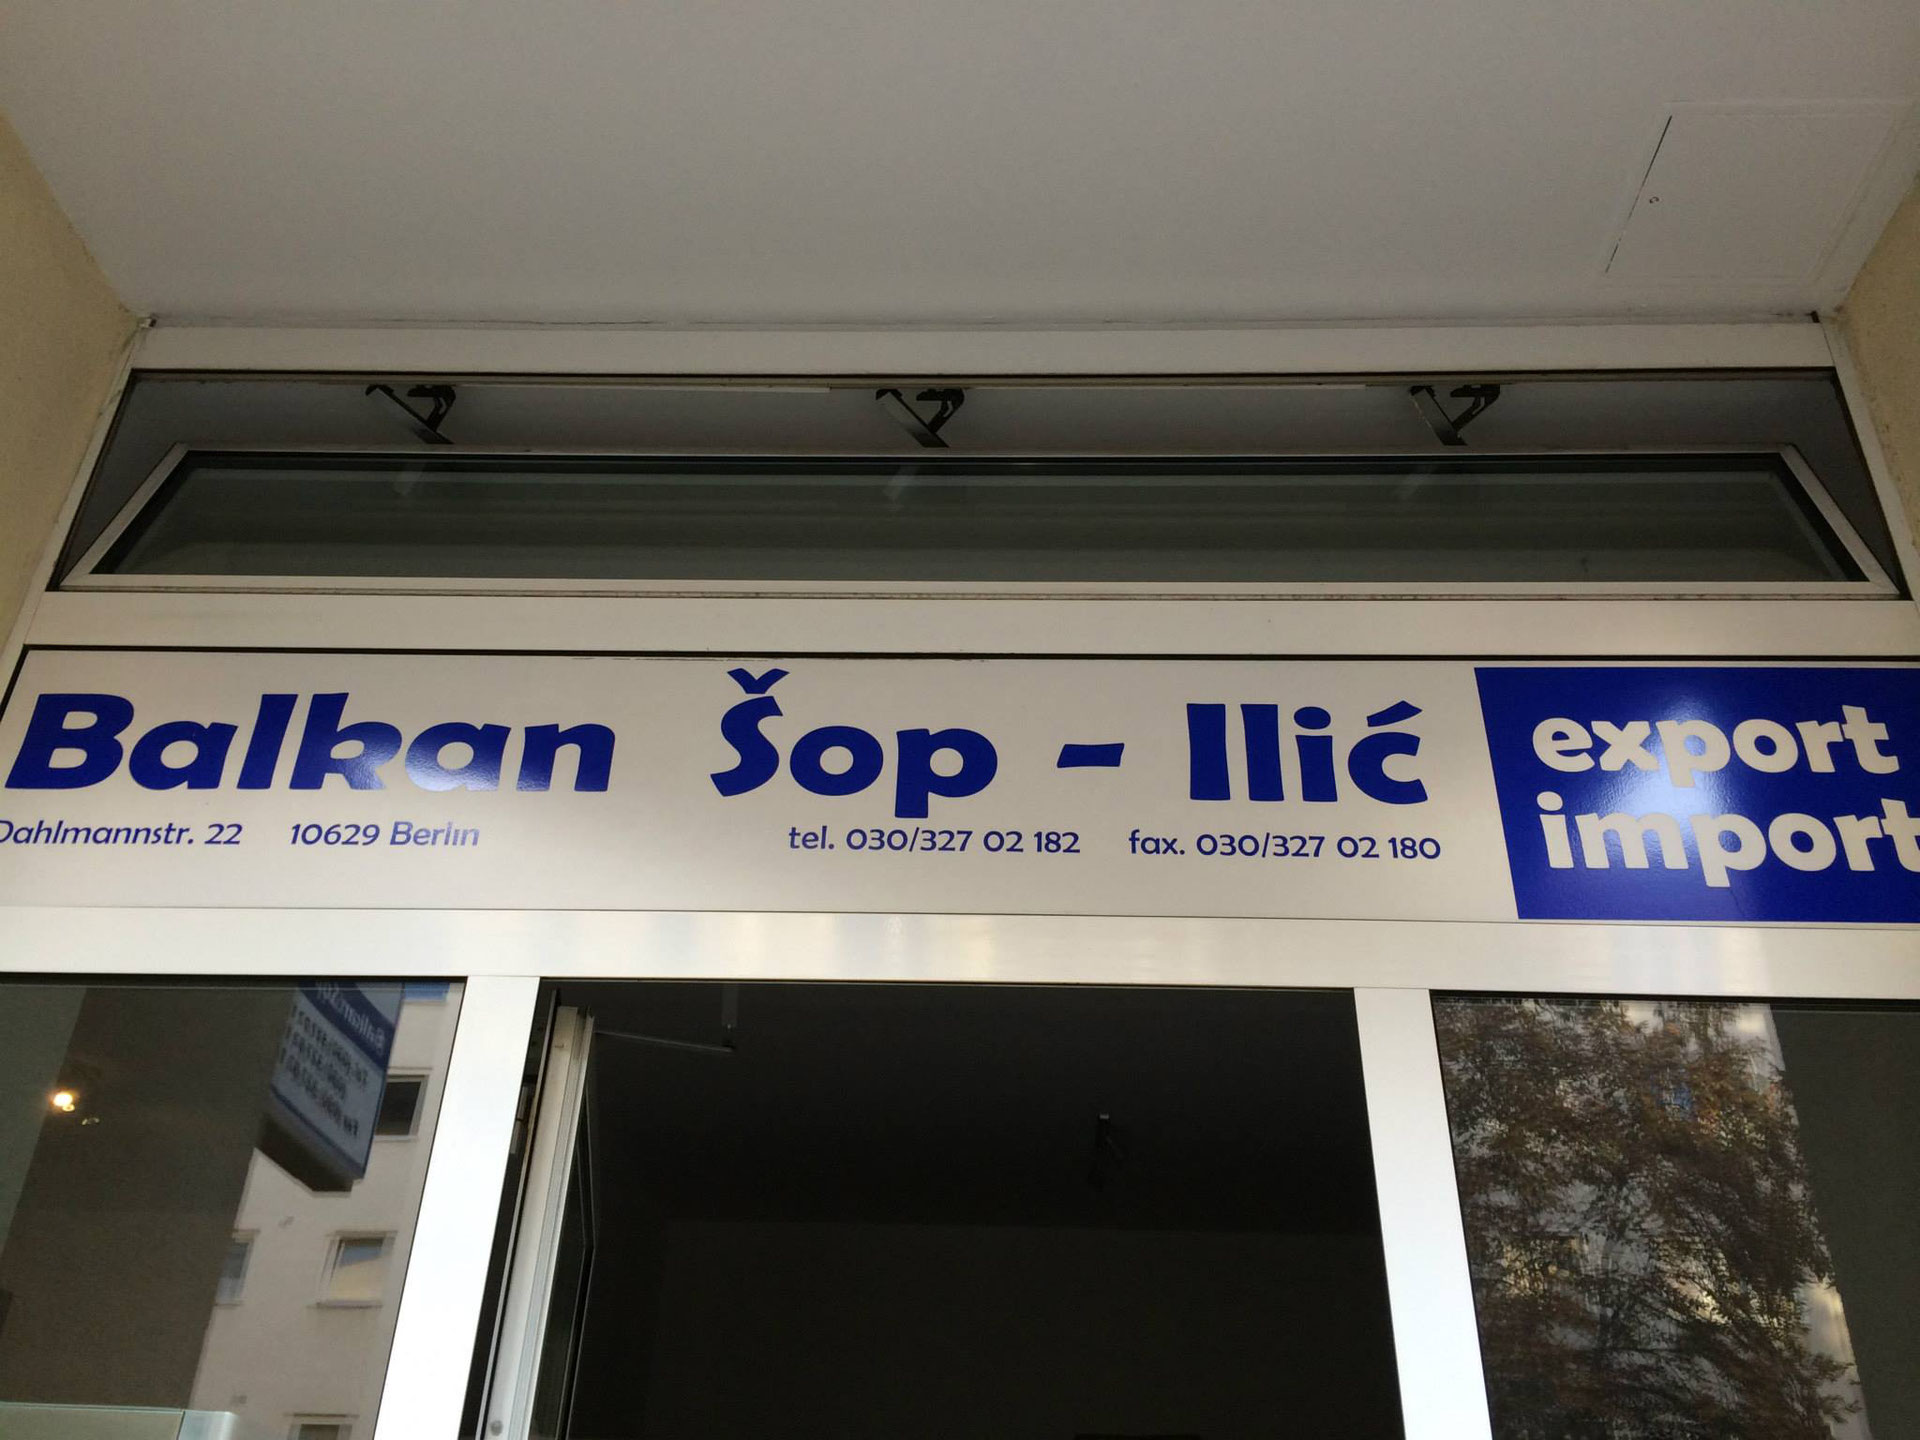 Balkan Šop - Ilić
Dahlmannstr. 22 10629 Berlin tel. 030/327 02 182 fax. 030/327 02 180
export
import